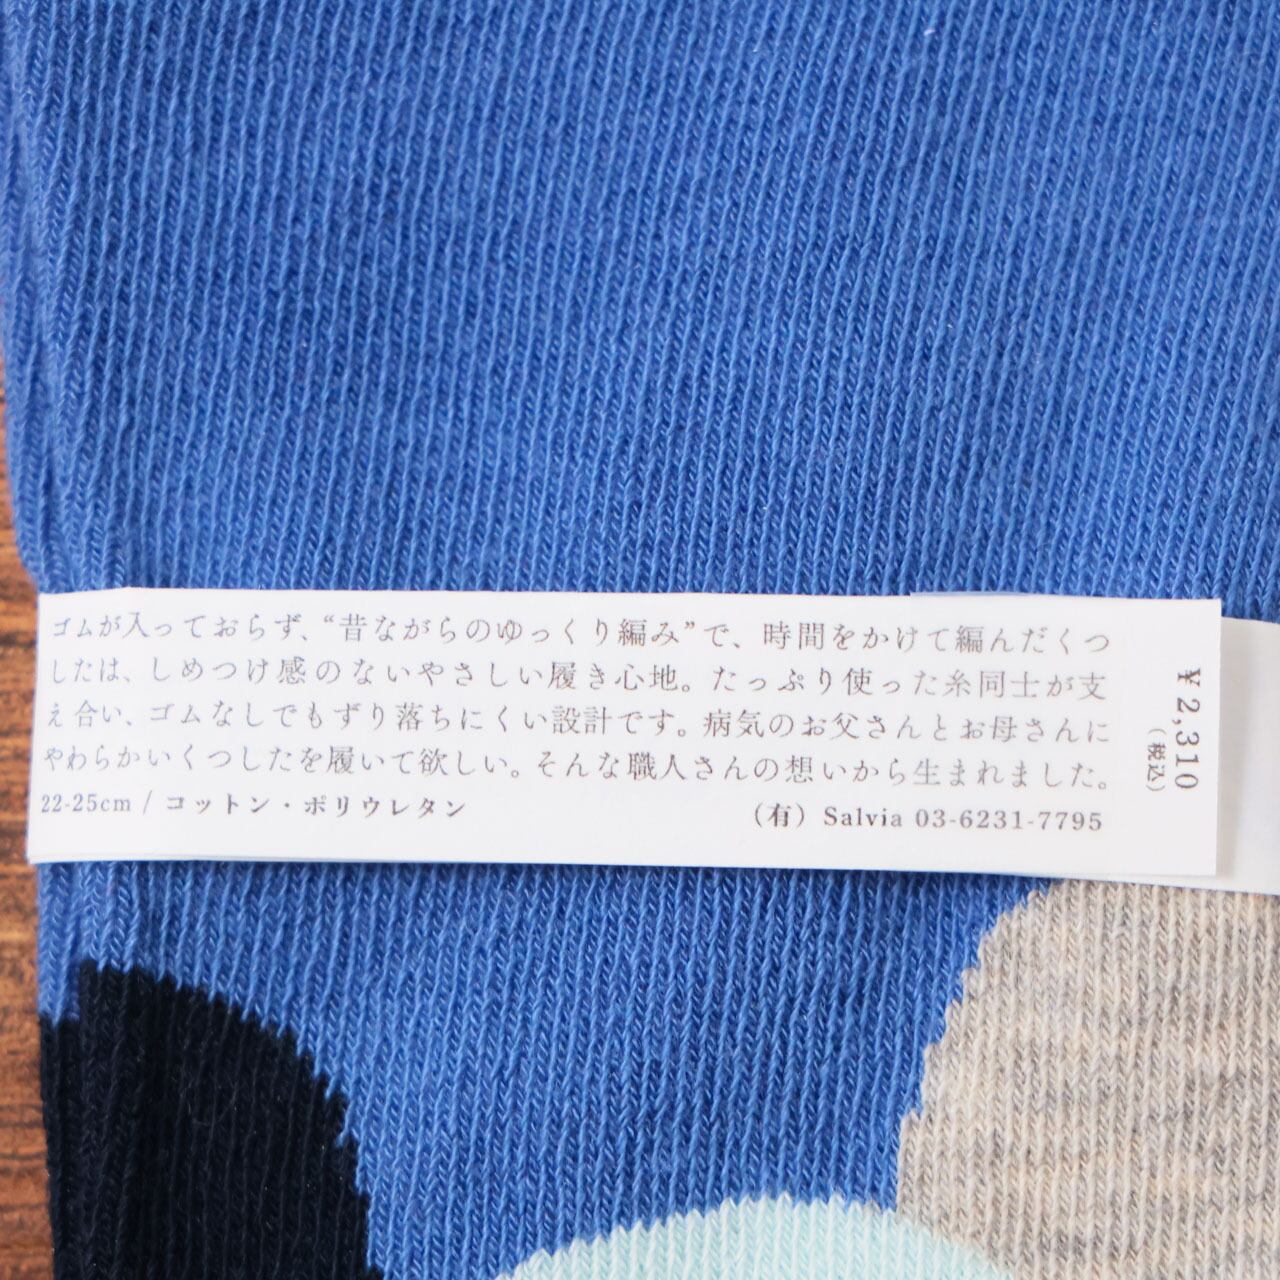 ゴムが入っておらず、“昔ながらのゆっくり編み”で、時間をかけて編んだくつ
したは、しめつけ感のないやさしい履き心地。たっぷり使った糸同士が支
え合い、ゴムなしでもずり落ちにくい設計です。病気のお父さんとお母さんに
やわらかいくつしたを履いて欲しい。そんな職人さんの想いから生まれました。
22-25cm / コットン・ポリウレタン
（有）Salvia 03-6231-7795
¥2,310
（税込）